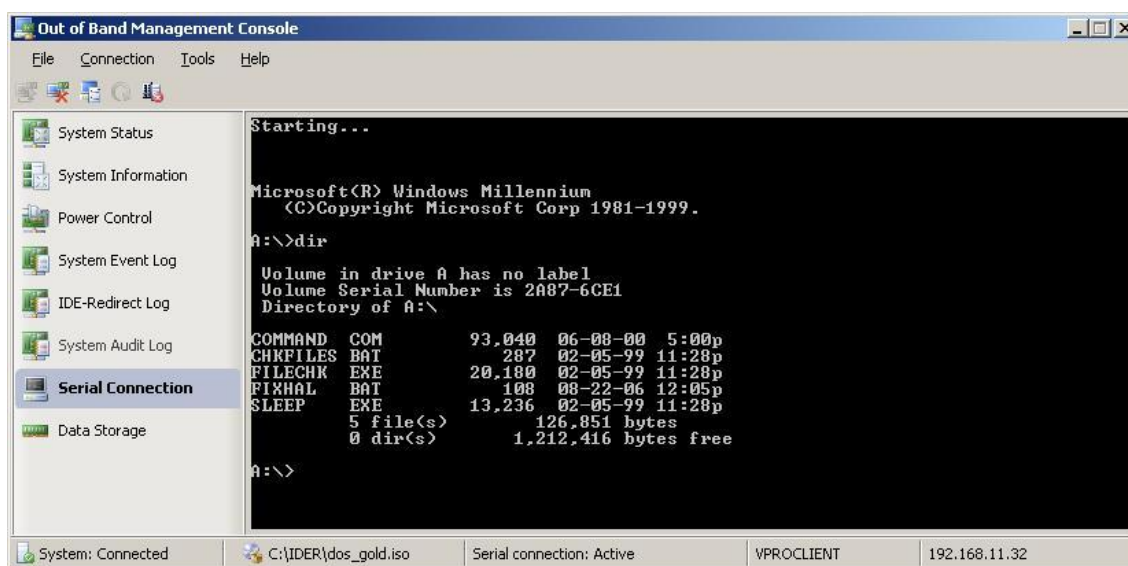 Out of Band Management Console
File Connection Tools Help
System Status
System Information
Power Control
System Event Log
IDE-Redirect Log
System Audit Log
Serial Connection
Data Storage
Starting...
Microsoft(R) Windows Millennium
(C)Copyright Microsoft Corp 1981-1999.
A:\>dir
Volume in drive A has no label
Volume Serial Number is 2A87-6CE1
Directory of A:\
COMMAND COM 93,040 06-08-00 5:00p
CHKFILES BAT 287 02-05-99 11:28p
FILECHK EXE 20,180 02-05-99 11:28p
FIXHAL BAT 108 08-22-06 12:05p
SLEEP EXE 13,236 02-05-99 11:28p
5 file(s) 126,851 bytes
0 dir(s) 1,212,416 bytes free
A:\>
System: Connected
C:\IDER\dos_gold.iso
Serial connection: Active
VPROCLIENT
192.168.11.32